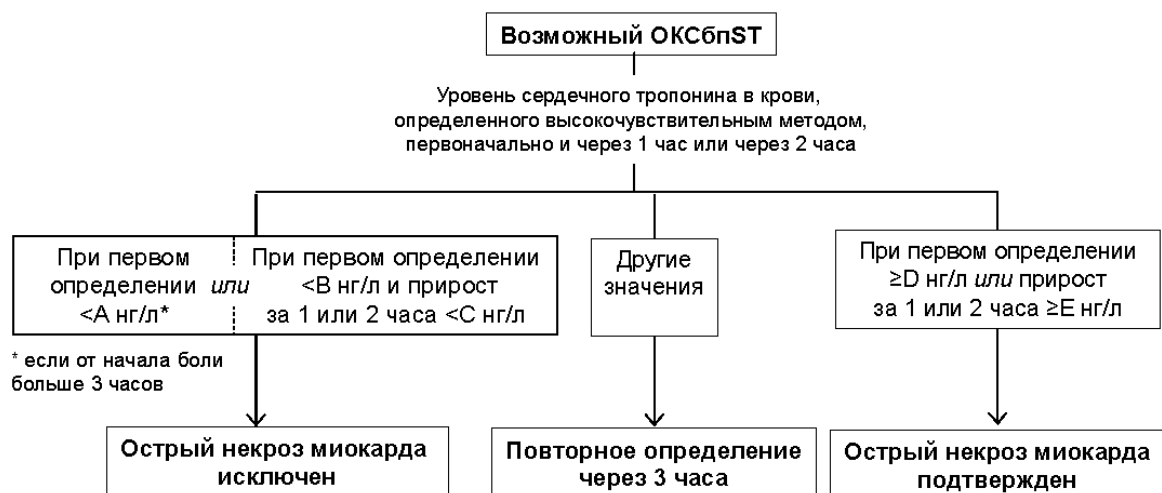 Возможный ОКСбпST
Уровень сердечного тропонина в крови,
определенного высокочувствительным методом,
первоначально и через 1 час или через 2 часа
При первом
определении или
<A нг/л*
При первом определении
<B нг/л и прирост
за 1 или 2 часа <C нг/л
Другие
значения
При первом определении
≥D нг/л или прирост
за 1 или 2 часа ≥E нг/л
* если от начала боли
больше 3 часов
Острый некроз миокарда
исключен
Повторное определение
через 3 часа
Острый некроз миокарда
подтвержден